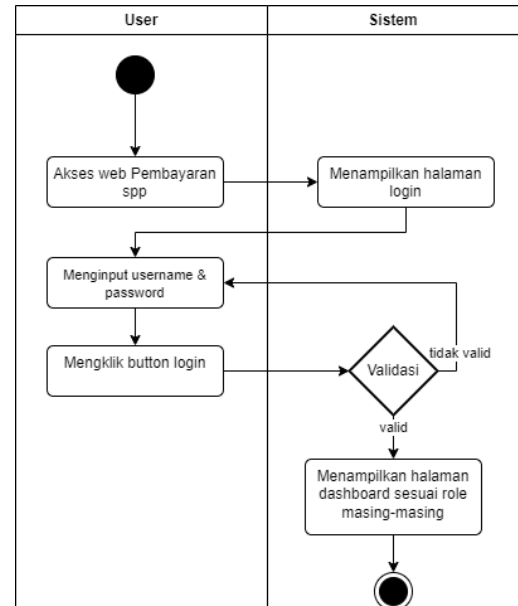 User
Sistem
Akses web Pembayaran
spp
Menampilkan halaman
login
Menginput username &
password
Mengklik button login
Validasi
tidak valid
valid
Menampilkan halaman
dashboard sesuai role
masing-masing